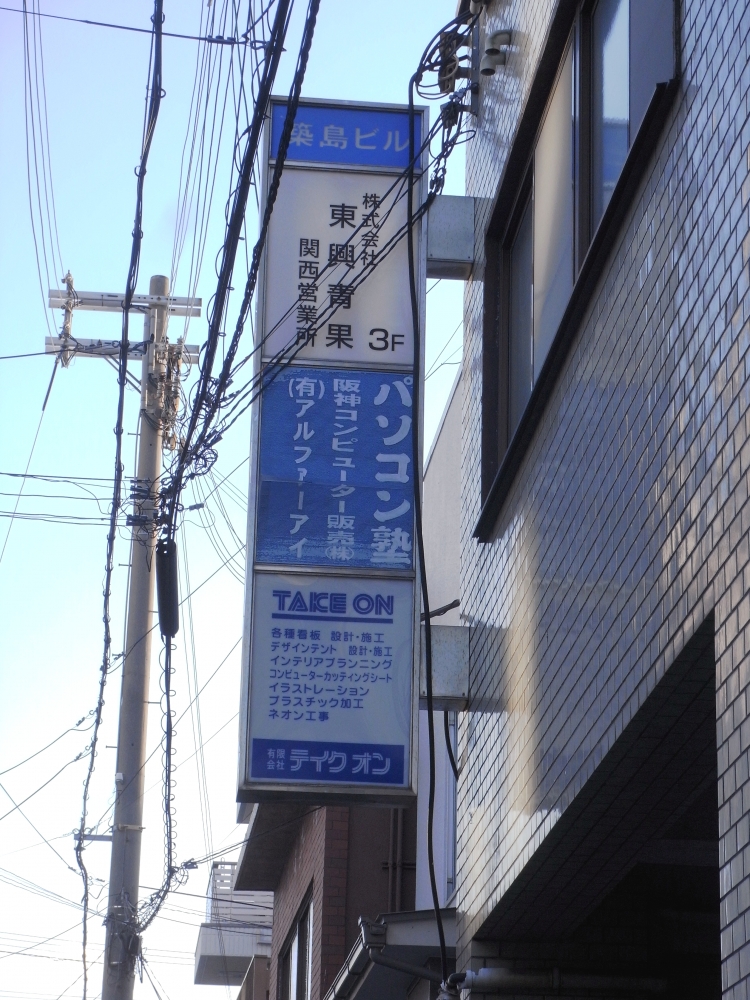 築島ビル
株式会社
東興青果
関西営業所
3F
パソコン塾
阪神コンピューター販売㈱
(有)アルファーアイ
TAKE ON
各種看板 設計・施工
デザインテント 設計・施工
インテリアプランニング
コンピューターカッティングシート
イラストレーション
プラスチック加工
ネオン工事
有限会社 テイクオン